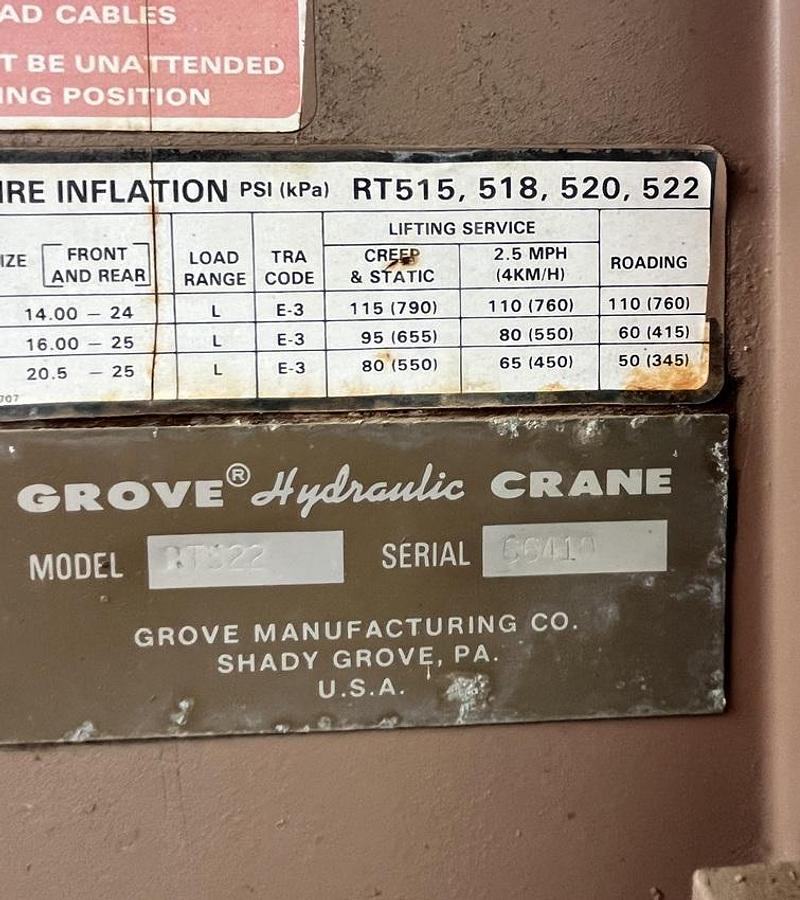 AD CABLES
T BE UNATTENDED
ING POSITION
IRE INFLATION PSI (kPa) RT515, 518, 520, 522
IZE FRONT AND REAR LOAD RANGE TRA CODE LIFTING SERVICE CREEP & STATIC 2.5 MPH (4KM/H) ROADING
14.00 — 24 L E-3 115 (790) 110 (760) 110 (760)
16.00 — 25 L E-3 95 (655) 80 (550) 60 (415)
20.5 — 25 L E-3 80 (550) 65 (450) 50 (345)
707
GROVE® Hydraulic CRANE
MODEL RT522 SERIAL
GROVE MANUFACTURING CO.
SHADY GROVE, PA.
U.S.A.